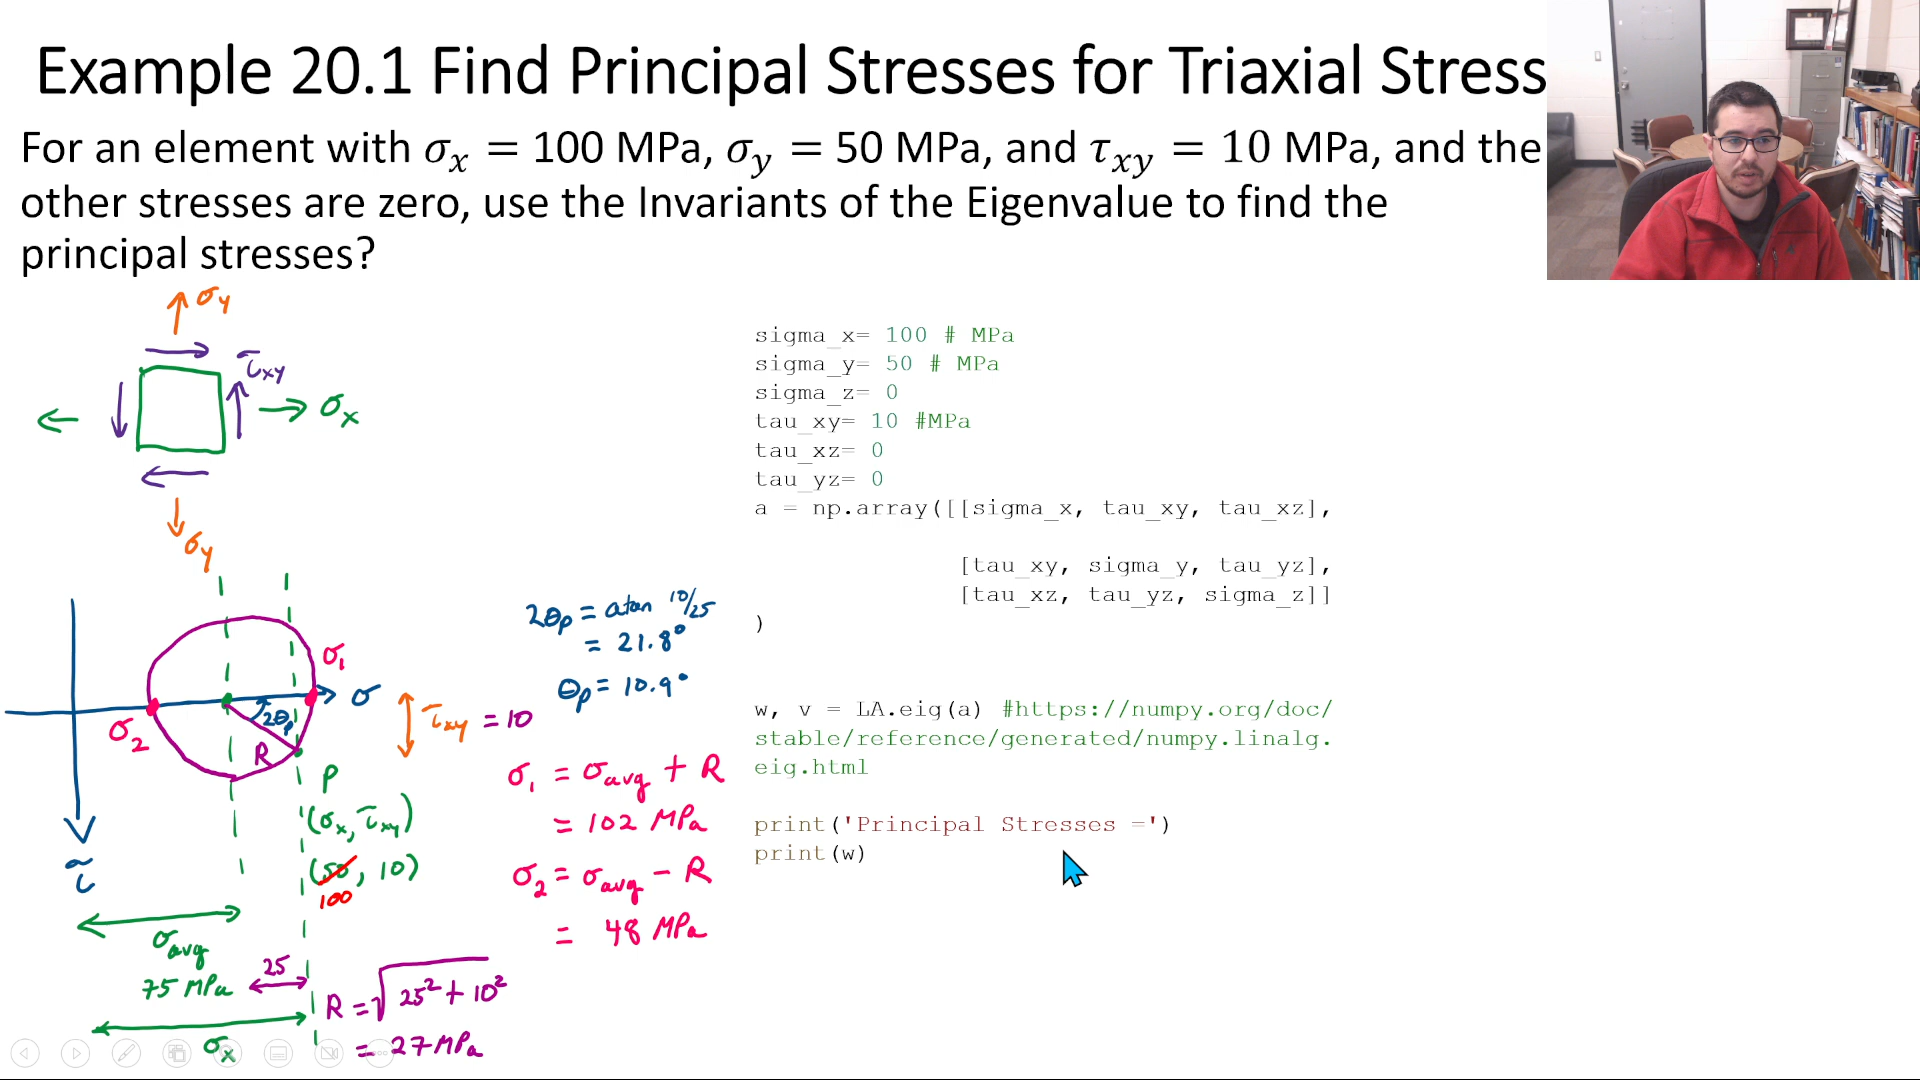 Example 20.1 Find Principal Stresses for Triaxial Stress
For an element with σx = 100 MPa, σy = 50 MPa, and τxy = 10 MPa, and the
other stresses are zero, use the Invariants of the Eigenvalue to find the
principal stresses?
σy
τxy
σx
σy
σ1
σ
σ2
2θp
R
P
(σx, τxy)
(50, 10)
100
τ
σavg
75 MPa
25
σx
R = √25² + 10²
= 27 MPa
2θp = atan 10/25
= 21.8°
θp = 10.9°
τxy = 10
σ1 = σavg + R
= 102 MPa
σ2 = σavg - R
= 48 MPa
sigma_x= 100 # MPa
sigma_y= 50 # MPa
sigma_z= 0
tau_xy= 10 #MPa
tau_xz= 0
tau_yz= 0
a = np.array([[sigma_x, tau_xy, tau_xz],
[tau_xy, sigma_y, tau_yz],
[tau_xz, tau_yz, sigma_z]]
)
w, v = LA.eig(a) #https://numpy.org/doc/
stable/reference/generated/numpy.linalg.
eig.html
print('Principal Stresses =')
print(w)